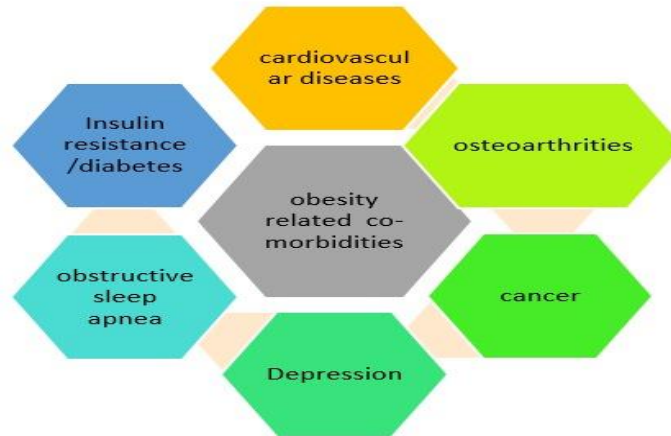 cardiovascul
ar diseases
Insulin
resistance
/diabetes
osteoarthrities
obesity
related co-
morbidities
obstructive
sleep
apnea
cancer
Depression